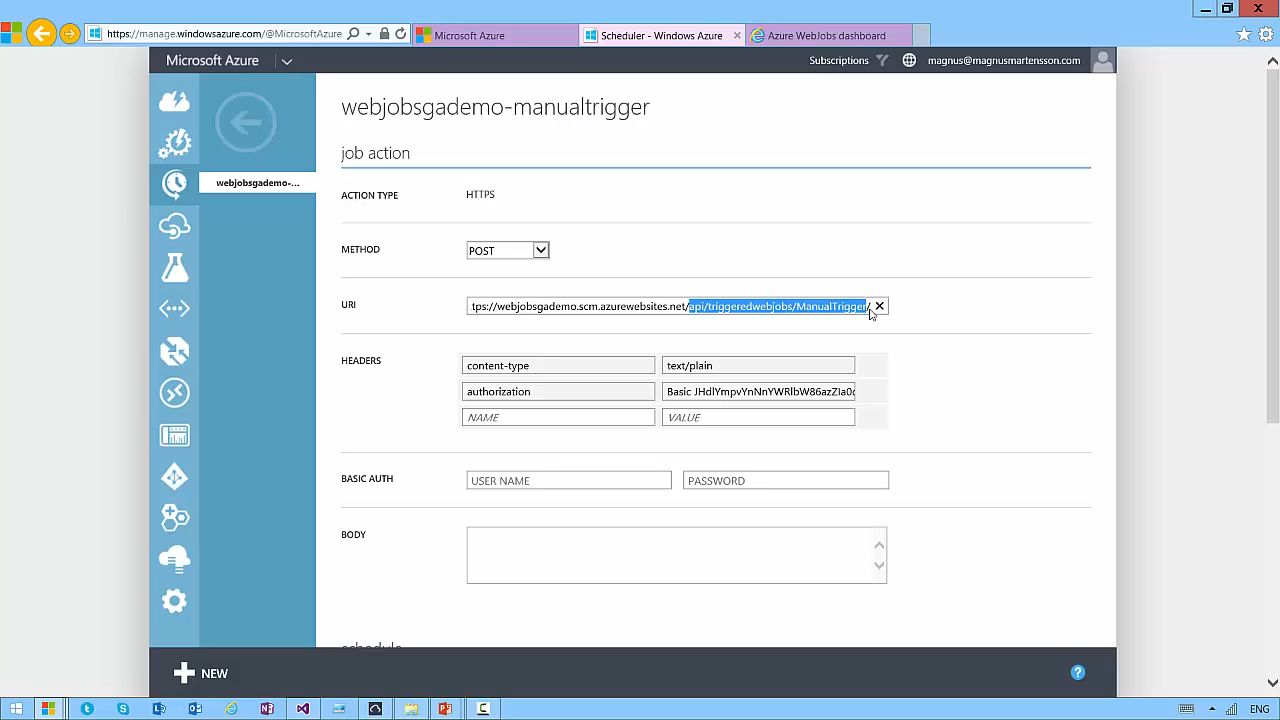 https://manage.windowsazure.com/@MicrosoftAzure
Microsoft Azure
Scheduler - Windows Azure
Azure WebJobs dashboard
Microsoft Azure
Subscriptions
magnus@magnusmartensson.com
webjobsgademo-manualtrigger
job action
webjobsgademo-...
ACTION TYPE
HTTPS
METHOD
POST
URI
tps://webjobsgademo.scm.azurewebsites.net/api/triggeredwebjobs/ManualTrigger/
HEADERS
content-type
text/plain
authorization
Basic
NAME
VALUE
BASIC AUTH
USER NAME
PASSWORD
BODY
schedule
NEW
?
ENG